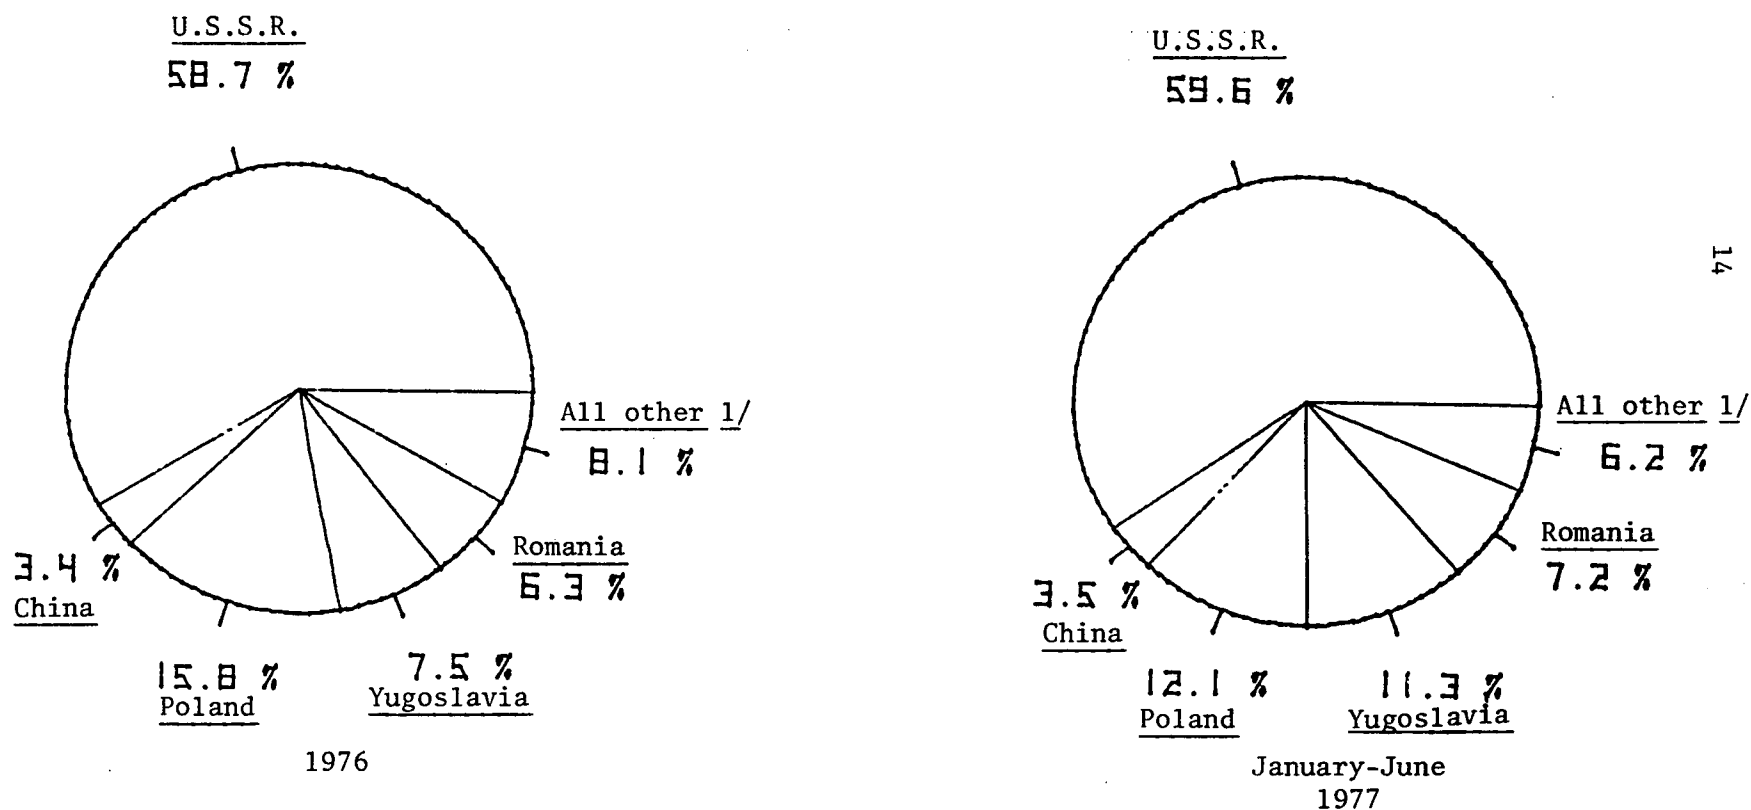 U.S.S.R.
58.7 %
All other 1/
8.1 %
Romania
6.3 %
7.5 %
Yugoslavia
15.8 %
Poland
3.4 %
China
1976
U.S.S.R.
59.6 %
All other 1/
6.2 %
Romania
7.2 %
11.3 %
Yugoslavia
12.1 %
Poland
3.5 %
China
January-June
1977
14